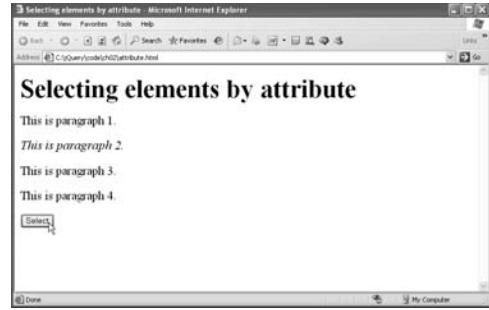 Selecting elements by attribute - Microsoft Internet Explorer
File Edit View Favorites Tools Help
Back Search Favorites Links
Address C:\jQuery\code\ch02\attribute.html Go
Selecting elements by attribute
This is paragraph 1.
This is paragraph 2.
This is paragraph 3.
This is paragraph 4.
Select
Done My Computer